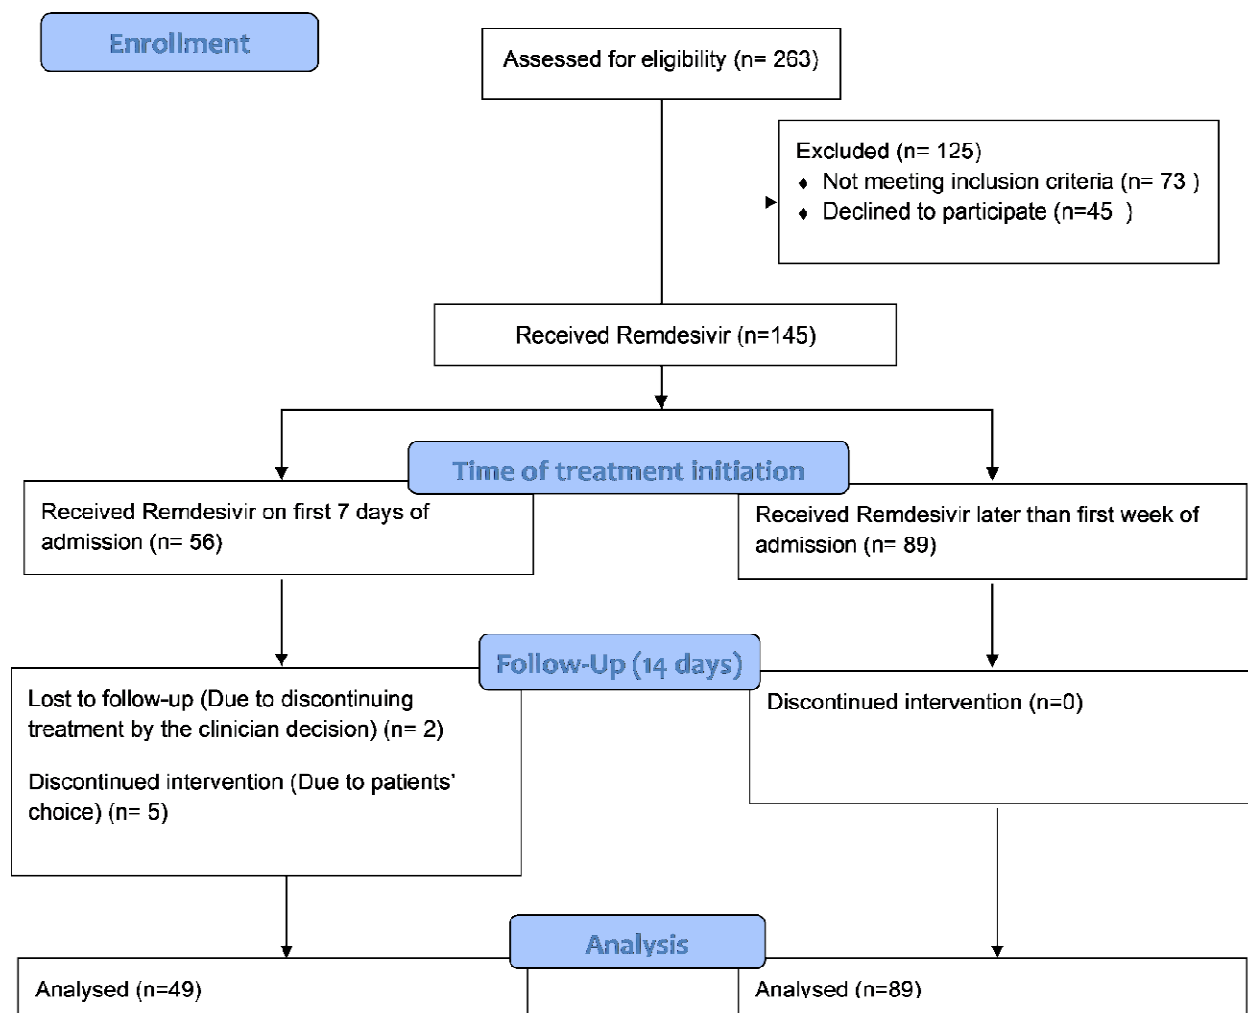 Enrollment
Assessed for eligibility (n= 263)
Excluded (n= 125)
♦ Not meeting inclusion criteria (n= 73 )
♦ Declined to participate (n=45 )
Received Remdesivir (n=145)
Time of treatment initiation
Received Remdesivir on first 7 days of
admission (n= 56)
Received Remdesivir later than first week of
admission (n= 89)
Follow-Up (14 days)
Lost to follow-up (Due to discontinuing
treatment by the clinician decision) (n= 2)
Discontinued intervention (Due to patients'
choice) (n= 5)
Discontinued intervention (n=0)
Analysis
Analysed (n=49)
Analysed (n=89)